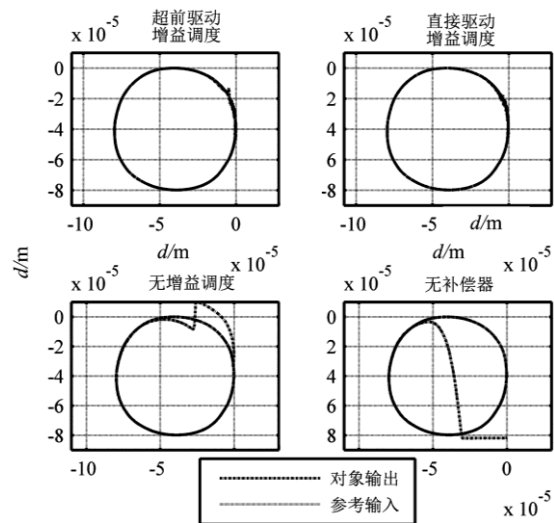 超前驱动
增益调度
x 10⁻⁵
0
-2
-4
-6
-8
-10
-5
0
d/m
x 10⁻⁵
直接驱动
增益调度
x 10⁻⁵
0
-2
-4
-6
-8
-10
-5
0
d/m
d/m
x 10⁻⁵
d/m
无增益调度
x 10⁻⁵
0
-2
-4
-6
-8
-10
-5
0
无补偿器
x 10⁻⁵
0
-2
-4
-6
8
-10
-5
0
x 10⁻⁵
对象输出
参考输入